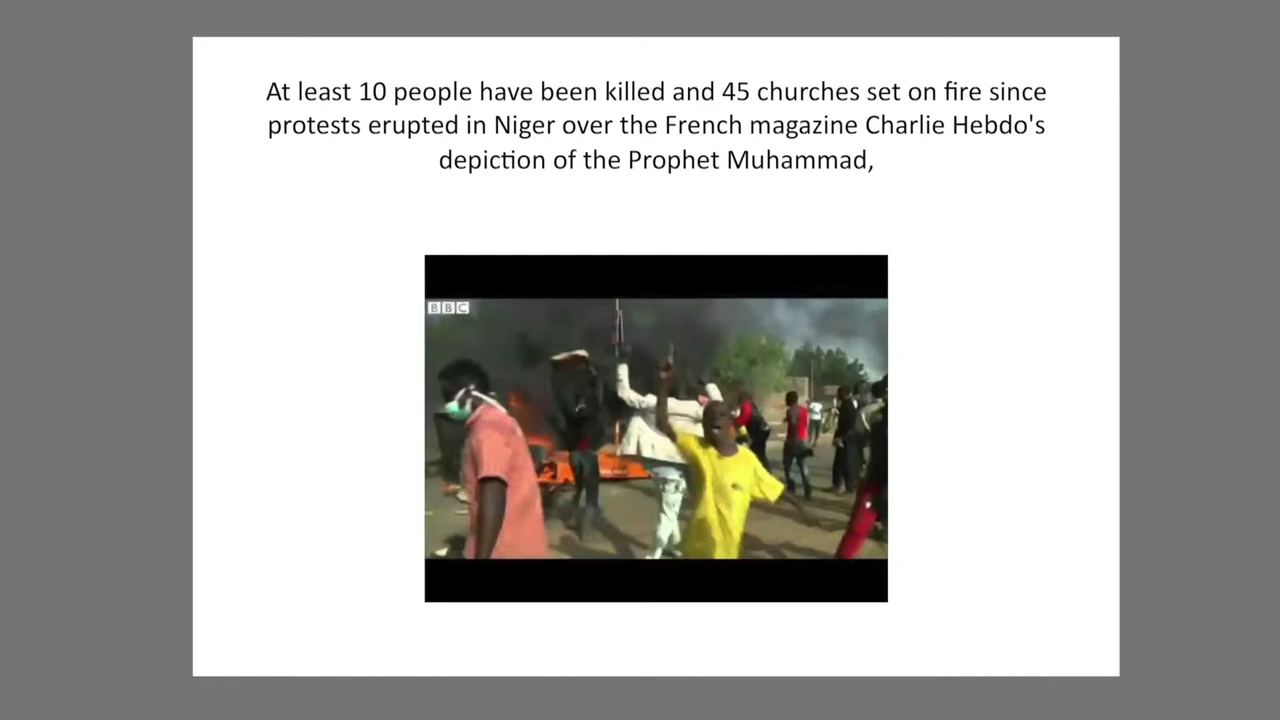 At least 10 people have been killed and 45 churches set on fire since
protests erupted in Niger over the French magazine Charlie Hebdo's
depiction of the Prophet Muhammad,
BBC